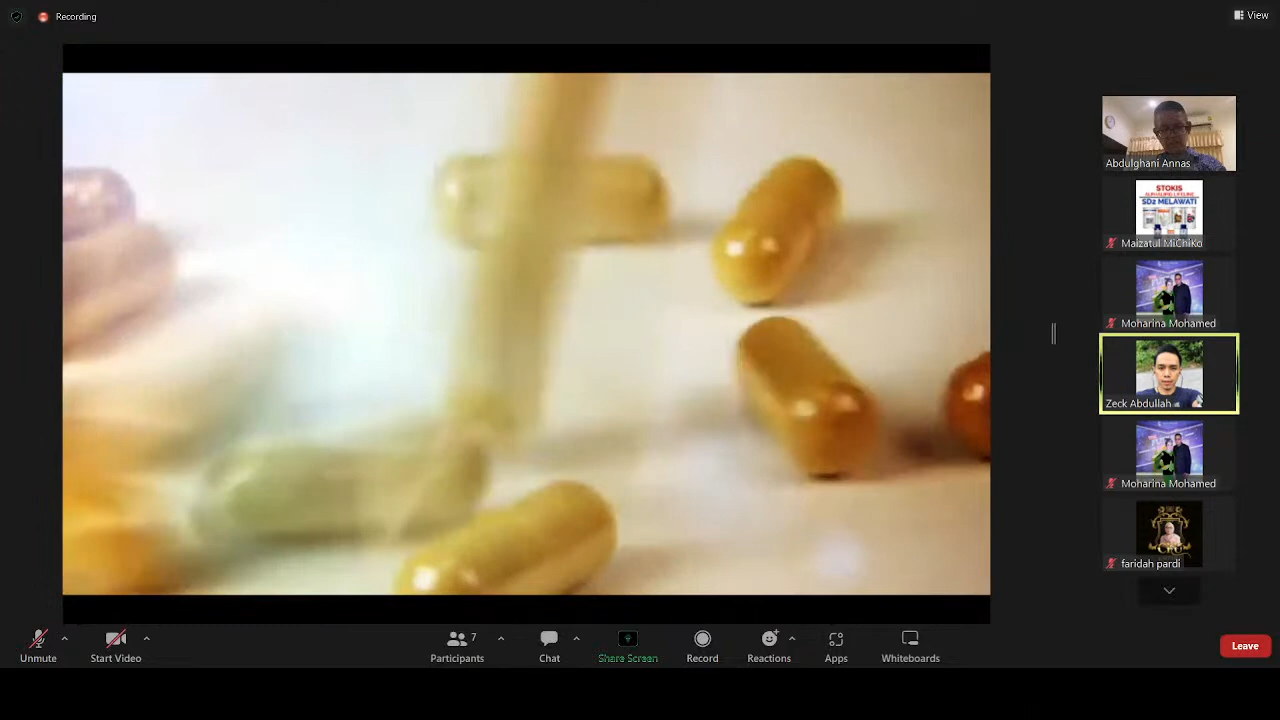 Recording
View
Abdulghani Annas
STOKIS
SD2 MELAWATI
Maizatul MiChiKo
Moharina Mohamed
Zeck Abdullah
Moharina Mohamed
faridah pardi
Unmute
Start Video
Participants
7
Chat
Share Screen
Record
Reactions
Apps
Whiteboards
Leave